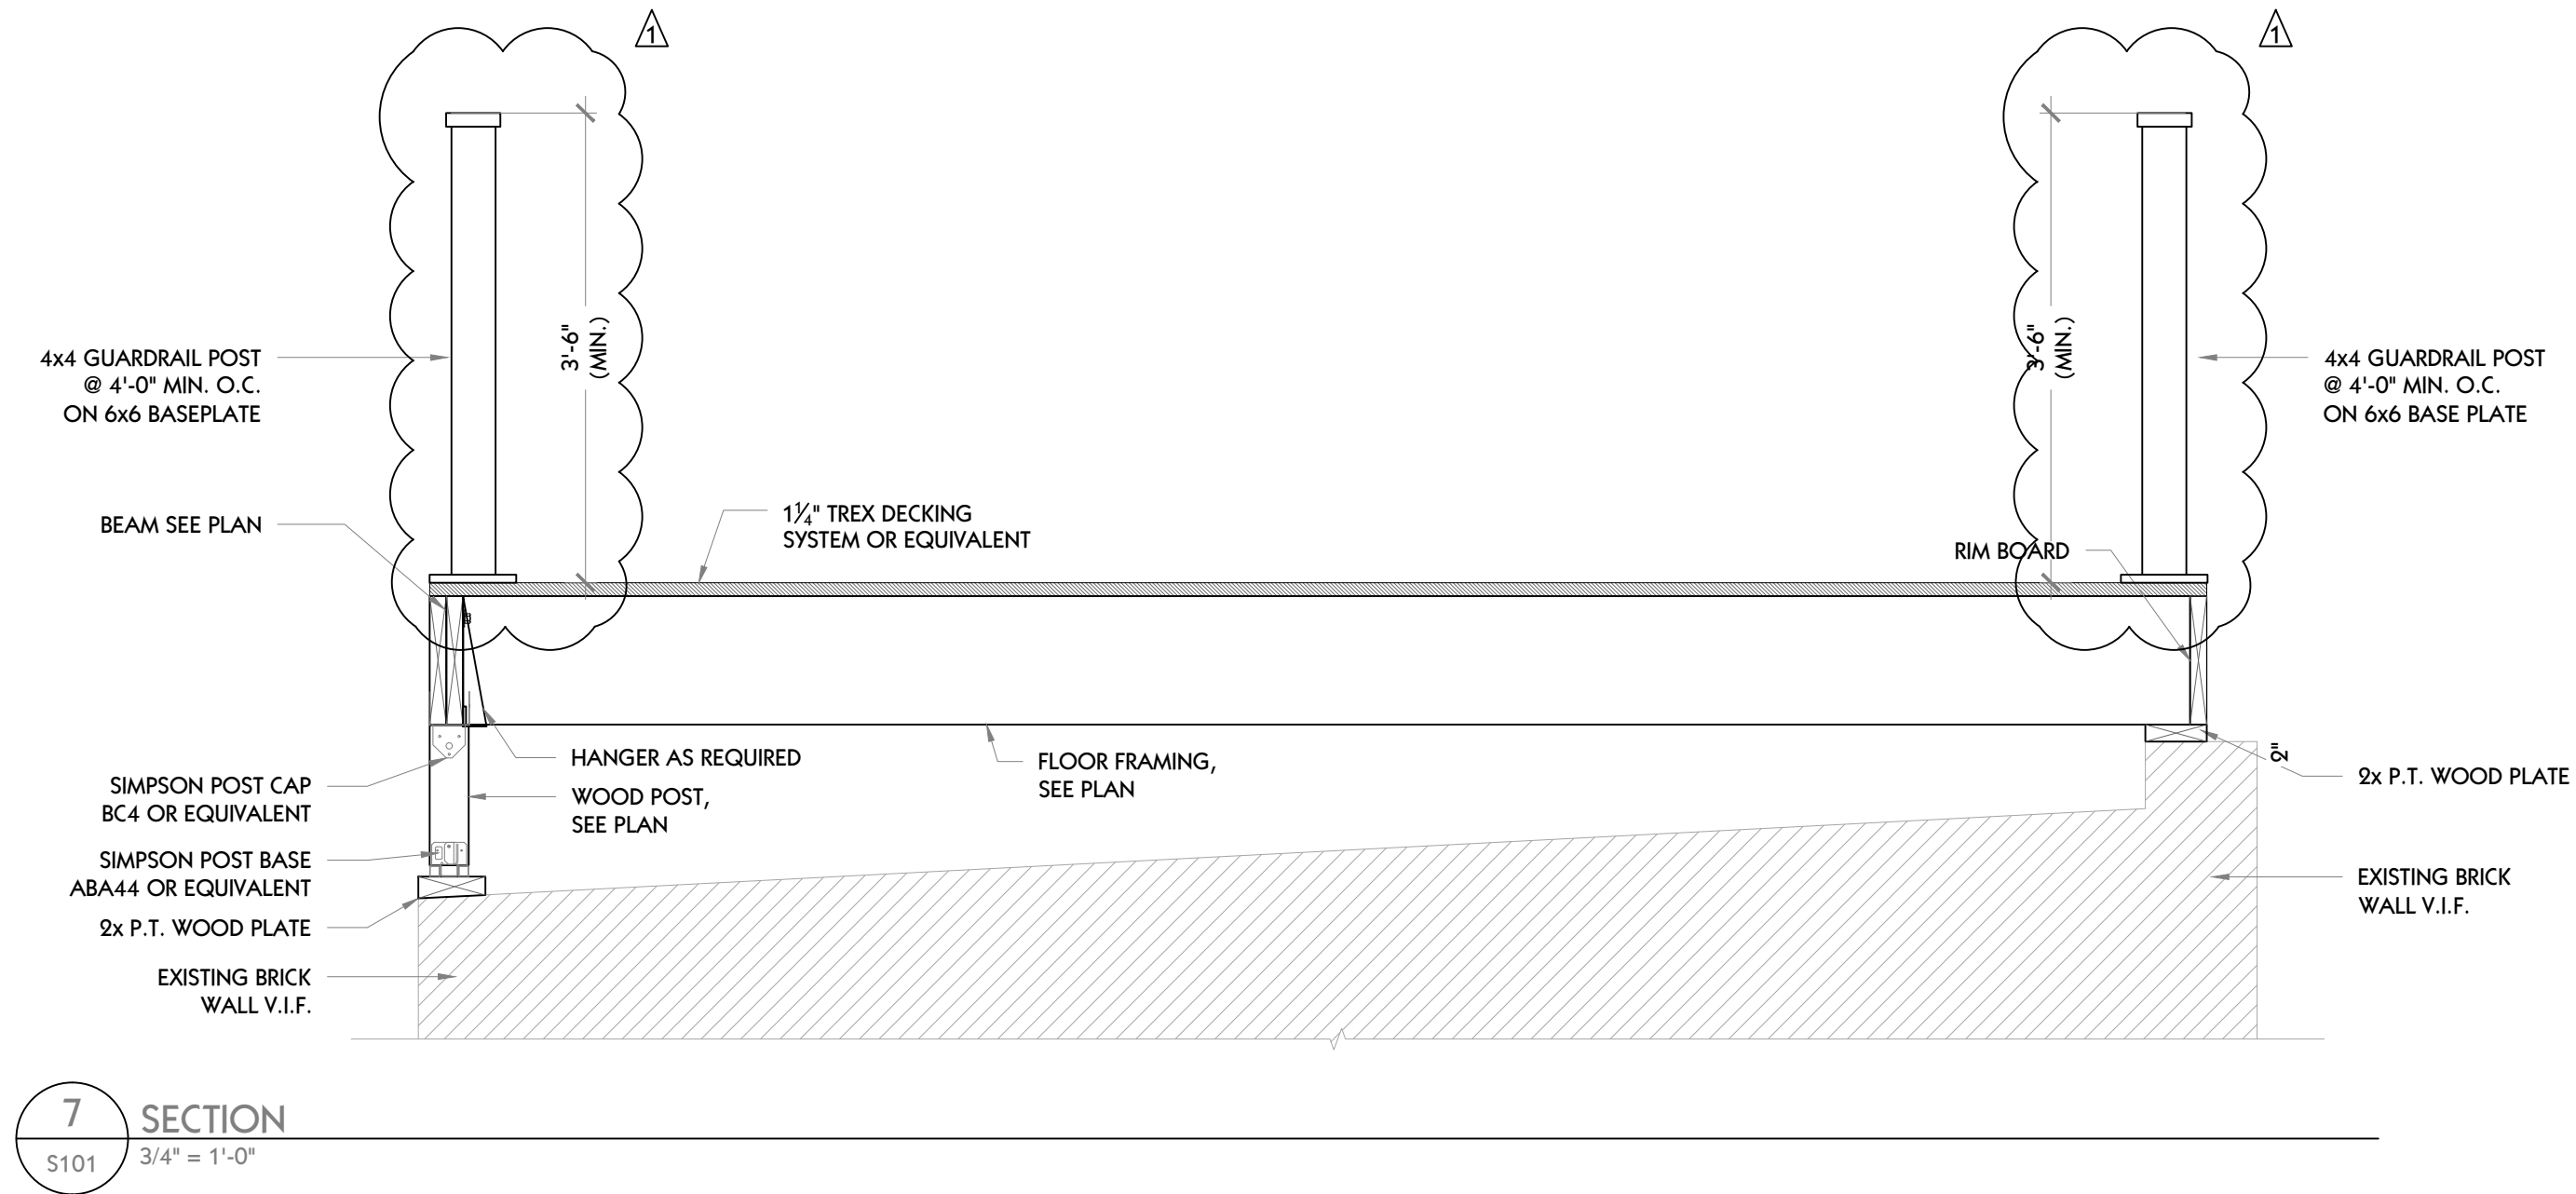 1
1
4x4 GUARDRAIL POST
@ 4'-0" MIN. O.C.
ON 6x6 BASEPLATE
3'-6"
(MIN.)
3'-6"
(MIN.)
4x4 GUARDRAIL POST
@ 4'-0" MIN. O.C.
ON 6x6 BASE PLATE
BEAM SEE PLAN
1¼" TREX DECKING
SYSTEM OR EQUIVALENT
RIM BOARD
HANGER AS REQUIRED
WOOD POST,
SEE PLAN
FLOOR FRAMING,
SEE PLAN
2"
2x P.T. WOOD PLATE
SIMPSON POST CAP
BC4 OR EQUIVALENT
SIMPSON POST BASE
ABA44 OR EQUIVALENT
2x P.T. WOOD PLATE
EXISTING BRICK
WALL V.I.F.
EXISTING BRICK
WALL V.I.F.
7
S101
SECTION
3/4" = 1'-0"